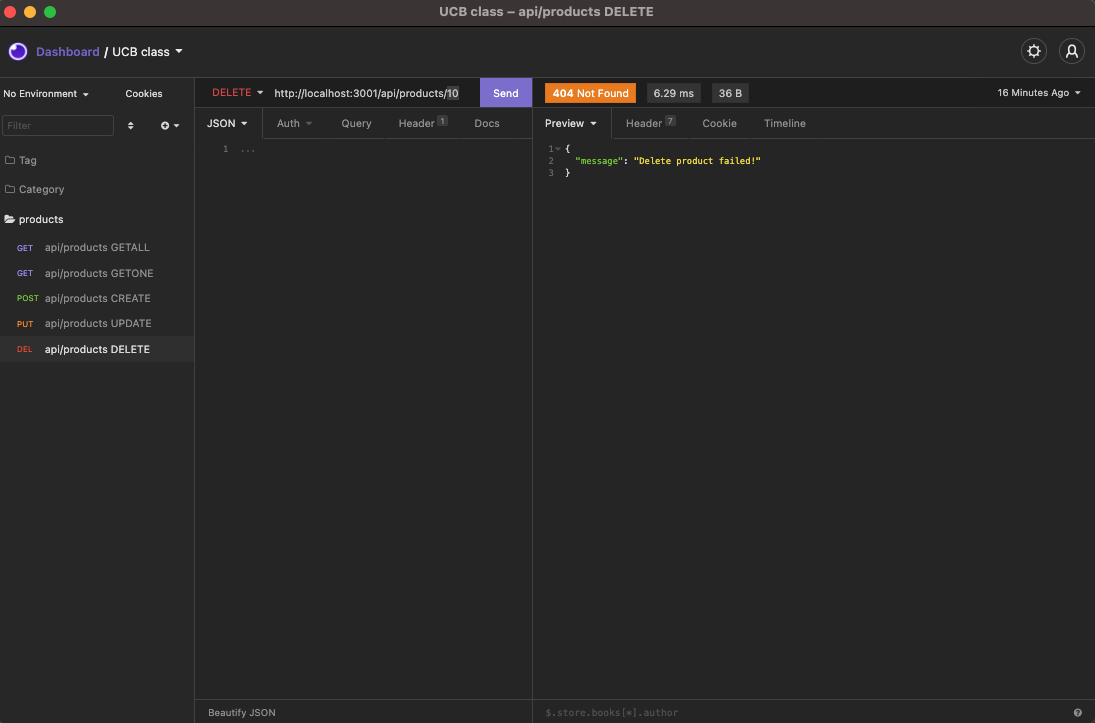 UCB class – api/products DELETE
Dashboard / UCB class
No Environment
Cookies
DELETE
http://localhost:3001/api/products/10
Send
404 Not Found
6.29 ms
36 B
16 Minutes Ago
Filter
JSON
Auth
Query
Header 1
Docs
Preview
Header 7
Cookie
Timeline
1 ...
1 {
2 "message": "Delete product failed!"
3 }
Tag
Category
products
GET api/products GETALL
GET api/products GETONE
POST api/products CREATE
PUT api/products UPDATE
DEL api/products DELETE
Beautify JSON
$.store.books[*].author